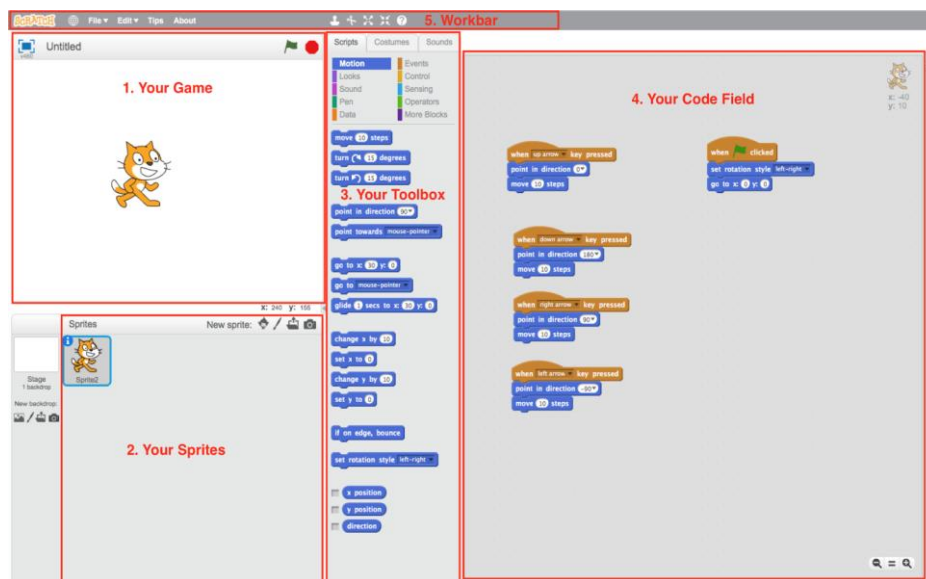 SCRATCH File Edit Tips About
5. Workbar
Untitled
1. Your Game
x: 240 y: 155
Sprites New sprite:
Sprite2
Stage
1 backdrop
New backdrop:
2. Your Sprites
Scripts Costumes Sounds
Motion Events
Looks Control
Sound Sensing
Pen Operators
Data More Blocks
move 10 steps
turn 15 degrees
turn 15 degrees
3. Your Toolbox
point in direction 90
point towards mouse-pointer
go to x: 30 y: 0
go to mouse-pointer
glide 1 secs to x: 30 y: 0
change x by 10
set x to 0
change y by 10
set y to 0
if on edge, bounce
set rotation style left-right
x position
y position
direction
4. Your Code Field
x: -40
y: 10
when up arrow key pressed
point in direction 0
move 10 steps
when clicked
set rotation style left-right
go to x: 0 y: 0
when down arrow key pressed
point in direction 180
move 10 steps
when right arrow key pressed
point in direction 90
move 10 steps
when left arrow key pressed
point in direction -90
move 10 steps